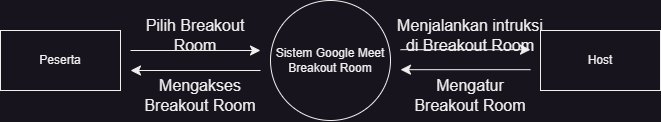 Pilih Breakout
Room
Peserta
Mengakses
Breakout Room
Sistem Google Meet
Breakout Room
Menjalankan intruksi
di Breakout Room
Mengatur
Breakout Room
Host